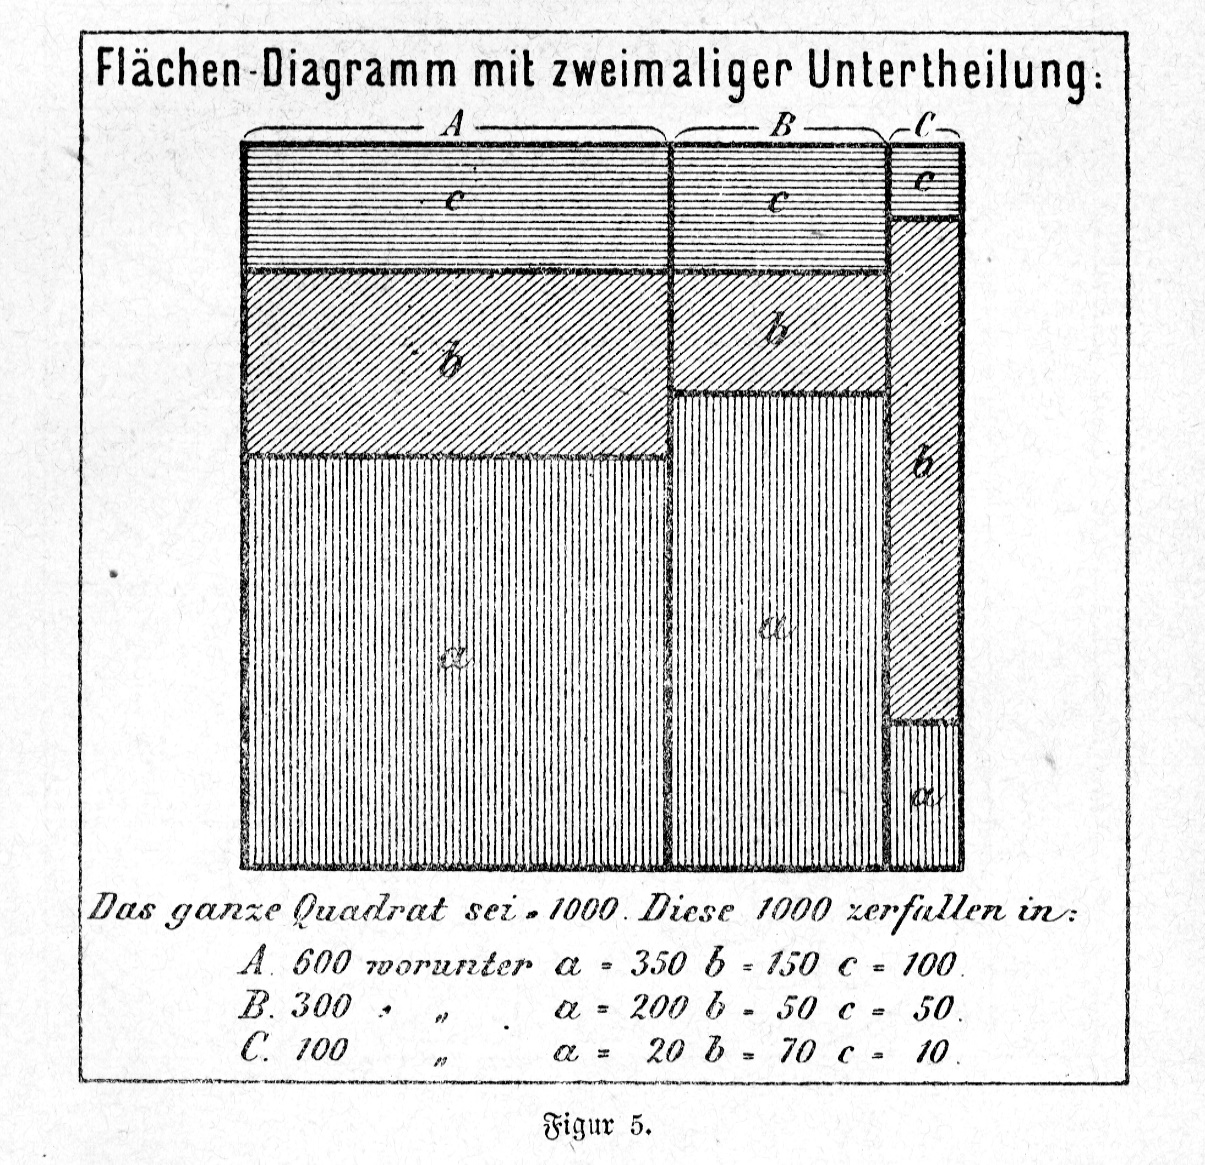 Flächen-Diagramm mit zweimaliger Untertheilung:
A B C
c c c
b b b
a a a
Das ganze Quadrat sei = 1000. Diese 1000 zerfallen in:
A. 600 worunter a = 350 b = 150 c = 100.
B. 300 " „ a = 200 b = 50 c = 50.
C. 100 „ a = 20 b = 70 c = 10.
Figur 5.